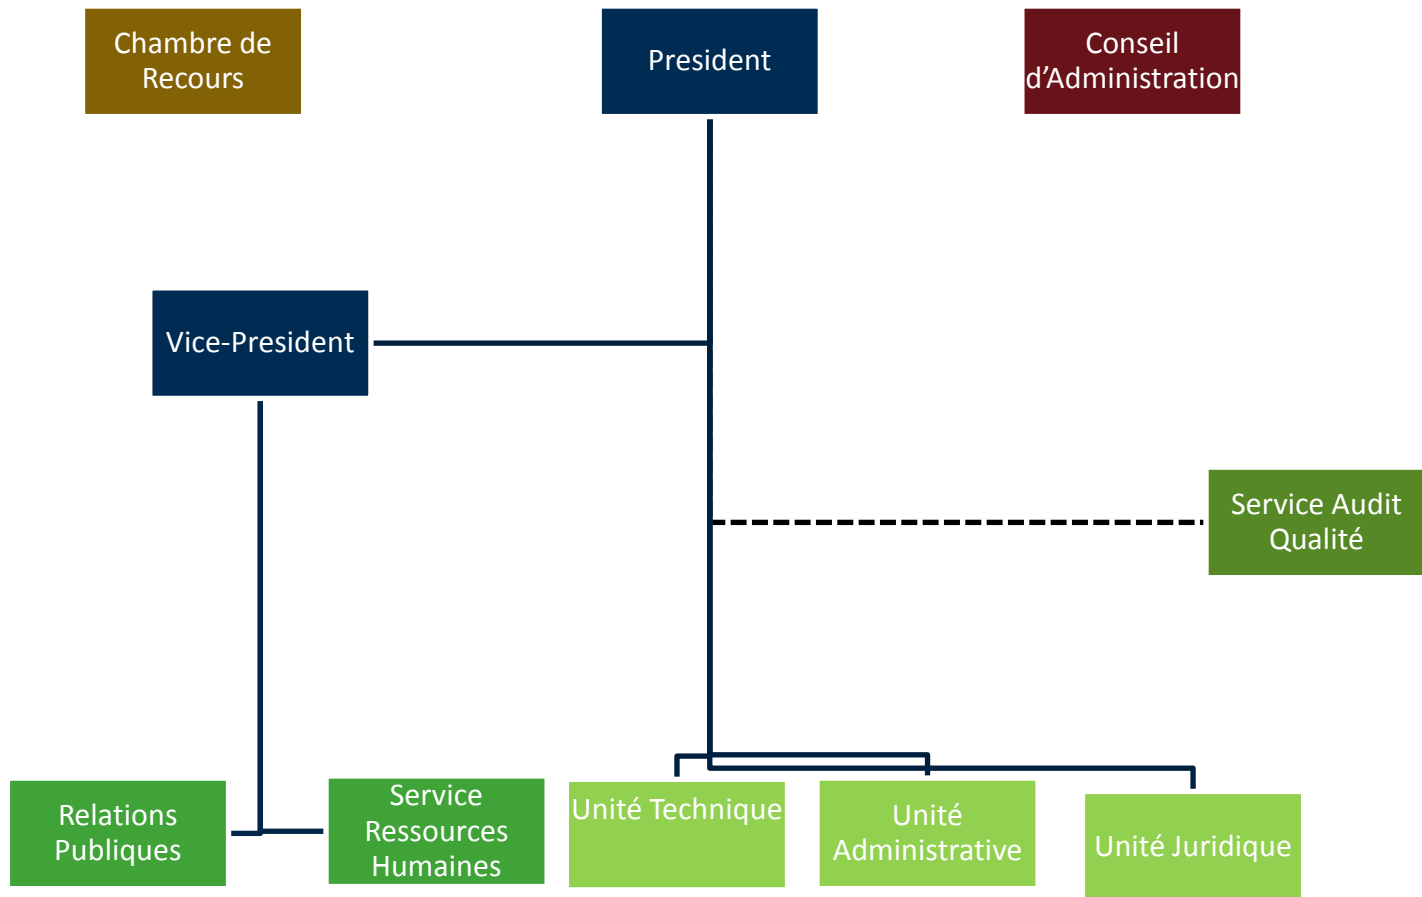 Chambre de
Recours
President
Conseil
d’Administration
Vice-President
Service Audit
Qualité
Relations
Publiques
Service
Ressources
Humaines
Unité Technique
Unité
Administrative
Unité Juridique